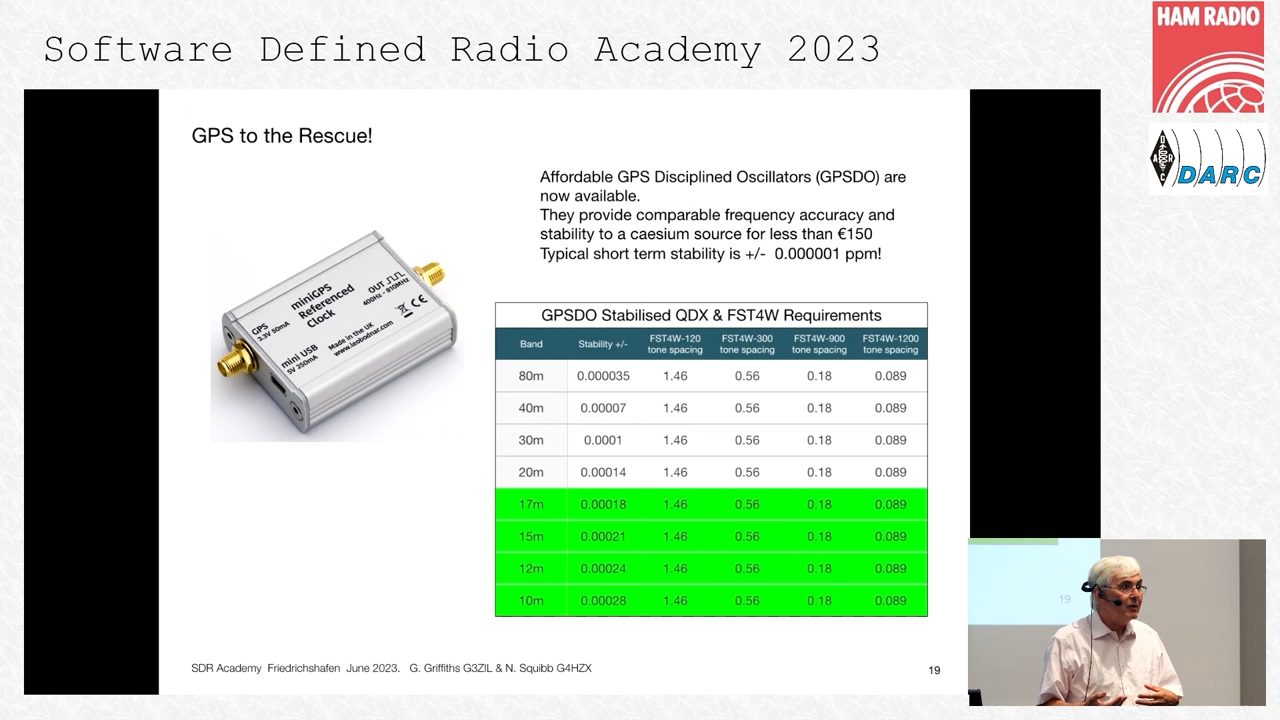 Software Defined Radio Academy 2023
HAM RADIO
DARC
DARC
GPS to the Rescue!
Affordable GPS Disciplined Oscillators (GPSDO) are
now available.
They provide comparable frequency accuracy and
stability to a caesium source for less than €150
Typical short term stability is +/- 0.000001 ppm!
miniGPS
Referenced
Clock
OUT
400Hz - 810MHz
GPS
3.3V 50mA
mini USB
5V 250mA
Made in the UK
www.leobodnar.com
CE
GPSDO Stabilised QDX & FST4W Requirements
Band Stability +/- FST4W-120 tone spacing FST4W-300 tone spacing FST4W-900 tone spacing FST4W-1200 tone spacing
80m 0.000035 1.46 0.56 0.18 0.089
40m 0.00007 1.46 0.56 0.18 0.089
30m 0.0001 1.46 0.56 0.18 0.089
20m 0.00014 1.46 0.56 0.18 0.089
17m 0.00018 1.46 0.56 0.18 0.089
15m 0.00021 1.46 0.56 0.18 0.089
12m 0.00024 1.46 0.56 0.18 0.089
10m 0.00028 1.46 0.56 0.18 0.089
SDR Academy Friedrichshafen June 2023. G. Griffiths G3ZIL & N. Squibb G4HZX
19
19